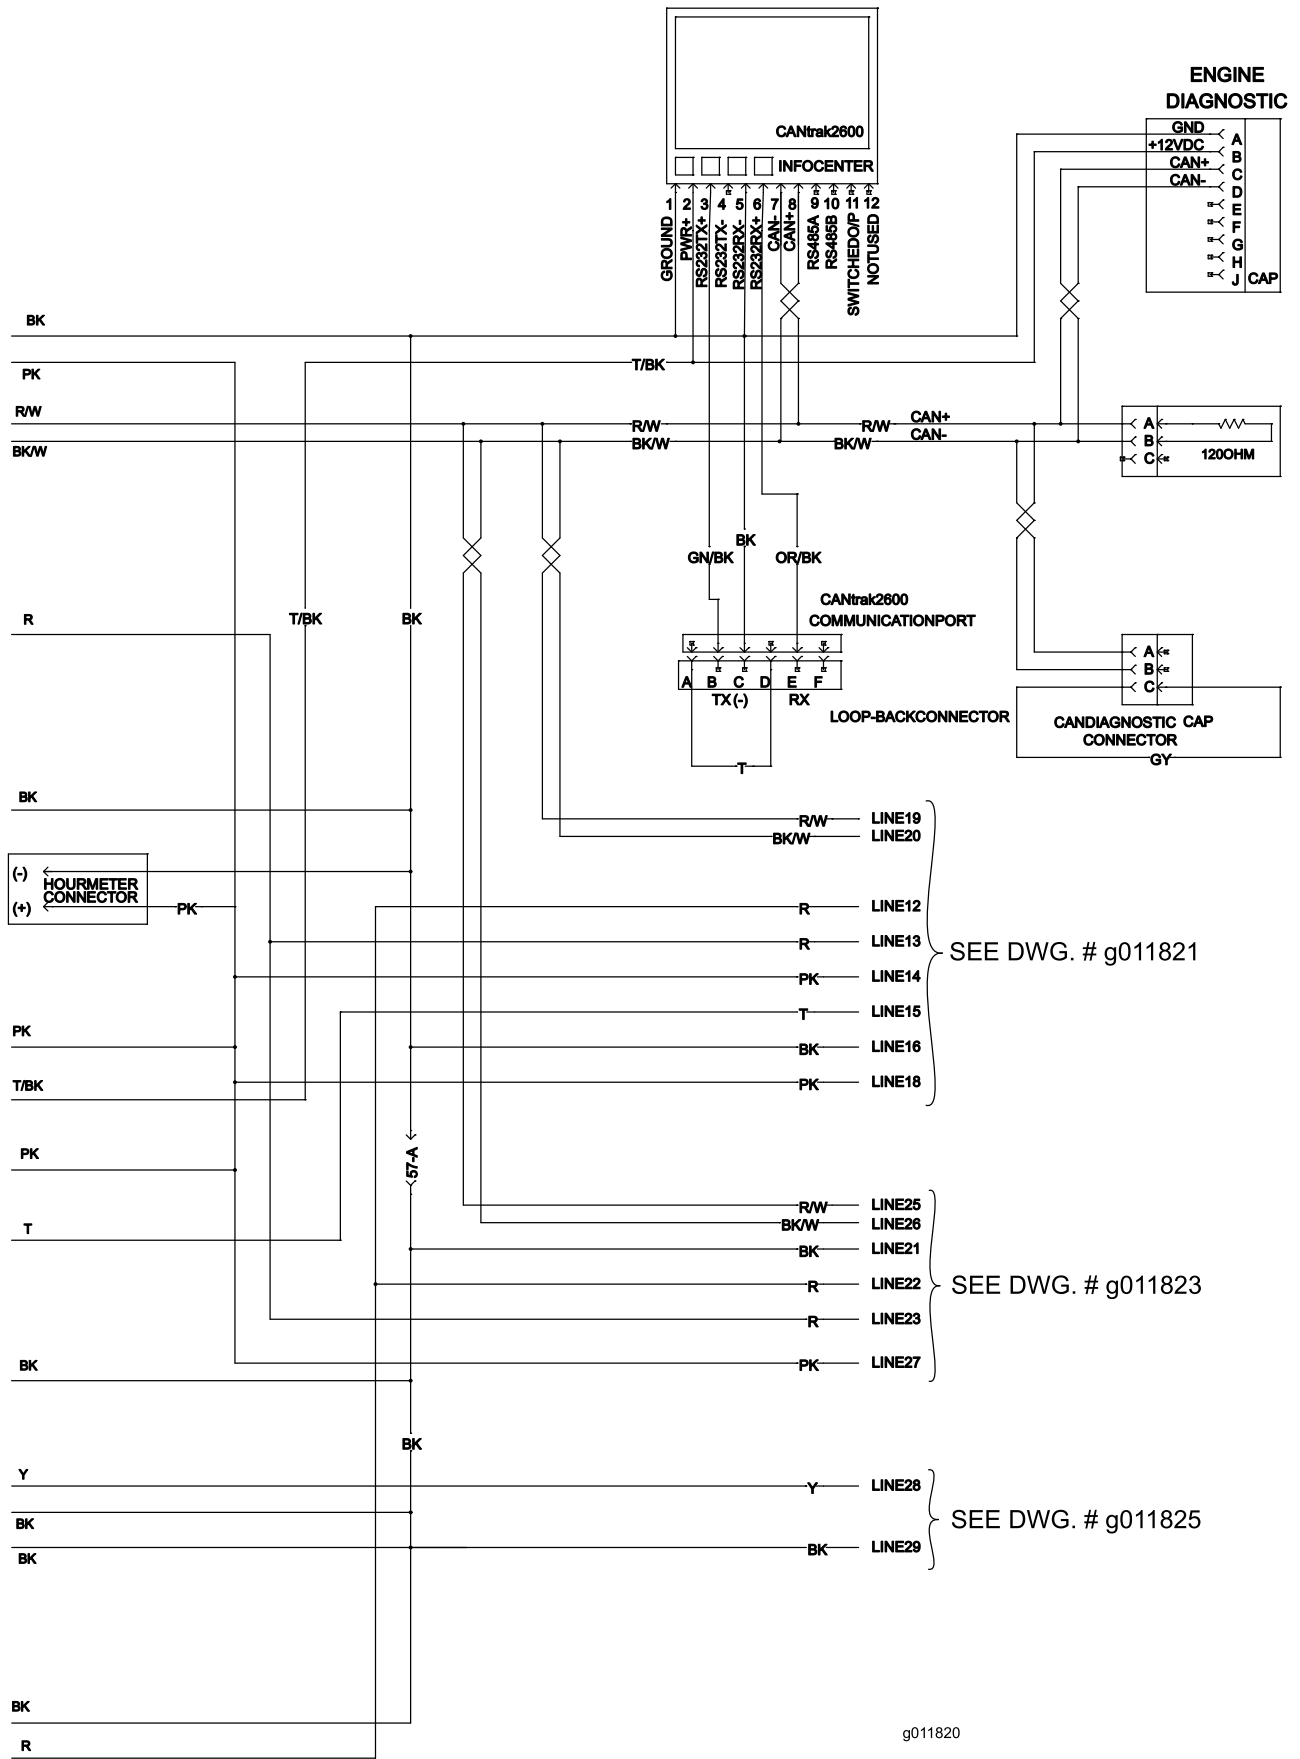 ENGINE
DIAGNOSTIC
CANtrak2600
INFOCENTER
GND
+12VDC
CAN+
CAN-
A
B
C
D
E
F
G
H
J
CAP
1 2 3 4 5 6 7 8 9 10 11 12
GROUND
PWR+
RS232TX+
RS232TX-
RS232RX-
RS232RX+
CAN-
CAN+
RS485A
RS485B
SWITCHEDO/P
NOTUSED
BK
PK
T/BK
R/W
R/W
R/W
CAN+
BK/W
BK/W
BK/W
CAN-
A
B
C
120OHM
GN/BK
BK
OR/BK
CANtrak2600
COMMUNICATIONPORT
R
T/BK
BK
A B C D E F
TX (-) RX
LOOP-BACKCONNECTOR
T
A
B
C
CANDIAGNOSTIC CAP
CONNECTOR
GY
BK
R/W LINE19
BK/W LINE20
(-)
HOURMETER
CONNECTOR
(+)
PK
R LINE12
R LINE13
SEE DWG. # g011821
PK LINE14
T LINE15
PK
BK LINE16
T/BK
PK LINE18
PK
57-A
R/W LINE25
BK/W LINE26
T
BK LINE21
R LINE22
SEE DWG. # g011823
R LINE23
BK
PK LINE27
BK
Y
Y LINE28
BK
SEE DWG. # g011825
BK
BK LINE29
BK
R
g011820